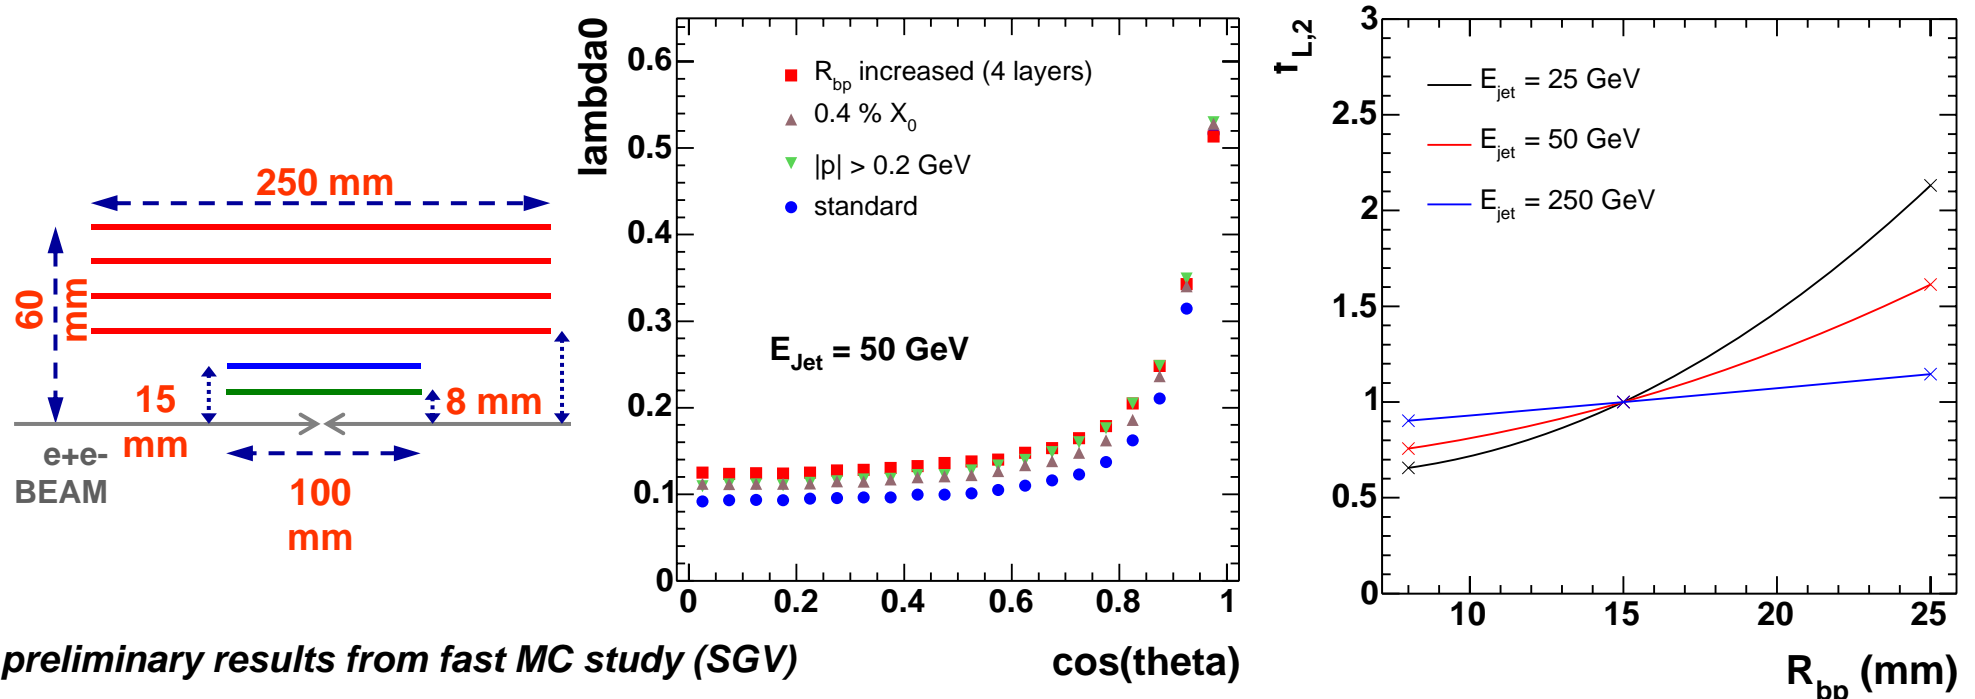 250 mm
60
mm
15
mm
8 mm
e+e-
BEAM
100
mm
lambda0
0.6
0.5
0.4
0.3
0.2
0.1
0
0 0.2 0.4 0.6 0.8 1
R_bp increased (4 layers)
0.4 % X_0
|p| > 0.2 GeV
standard
E_Jet = 50 GeV
cos(theta)
f_L,2
3
2.5
2
1.5
1
0.5
0
10 15 20 25
E_jet = 25 GeV
E_jet = 50 GeV
E_jet = 250 GeV
R_bp (mm)
preliminary results from fast MC study (SGV)